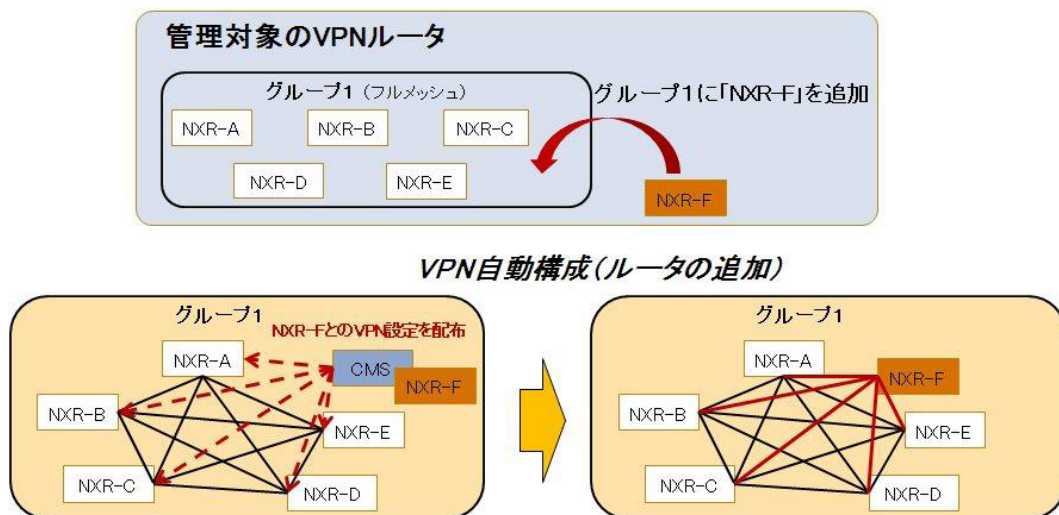 管理対象のVPNルータ
グループ1（フルメッシュ）
グループ1に「NXR-F」を追加
NXR-A
NXR-B
NXR-C
NXR-D
NXR-E
NXR-F
VPN自動構成（ルータの追加）
グループ1
NXR-FとのVPN設定を配布
NXR-A
CMS
NXR-F
NXR-B
NXR-E
NXR-C
NXR-D
グループ1
NXR-A
NXR-F
NXR-B
NXR-E
NXR-C
NXR-D